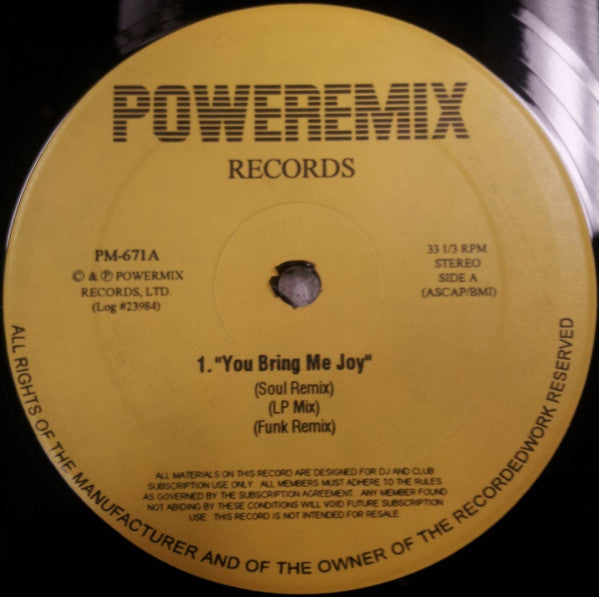 POWEREMIX
RECORDS
PM-671A
© & ℗ POWERMIX
RECORDS, LTD.
(Log #23984)
33 1/3 RPM
STEREO
SIDE A
(ASCAP/BMI)
1. "You Bring Me Joy"
(Soul Remix)
(LP Mix)
(Funk Remix)
ALL MATERIALS ON THIS RECORD ARE DESIGNED FOR DJ AND CLUB
SUBSCRIPTION USE ONLY. ALL MEMBERS MUST ADHERE TO THE RULES
AS GOVERNED BY THE SUBSCRIPTION AGREEMENT. ANY MEMBER FOUND
NOT ABIDING BY THESE CONDITIONS WILL VOID FUTURE SUBSCRIPTION
USE. THIS RECORD IS NOT INTENDED FOR RESALE.
ALL RIGHTS OF THE MANUFACTURER AND OF THE OWNER OF THE RECORDEDWORK RESERVED